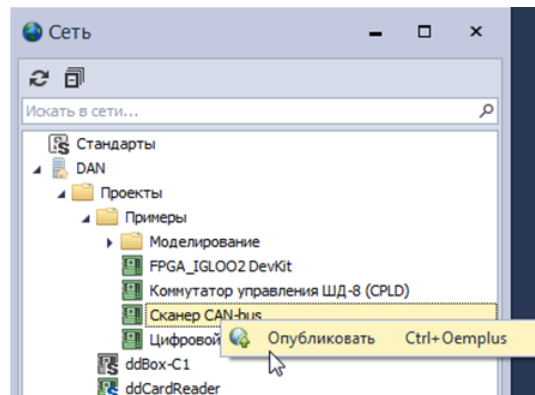 Сеть
Искать в сети...
Стандарты
DAN
Проекты
Примеры
Моделирование
FPGA_IGLOO2 DevKit
Коммутатор управления ШД-8 (CPLD)
Сканер CAN-bus
Цифровой
Опубликовать Ctrl+Oemplus
ddBox-C1
ddCardReader